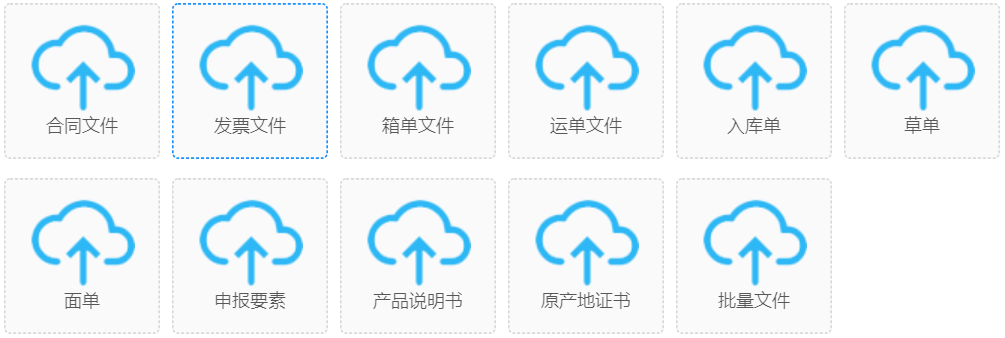 合同文件
发票文件
箱单文件
运单文件
入库单
草单
面单
申报要素
产品说明书
原产地证书
批量文件